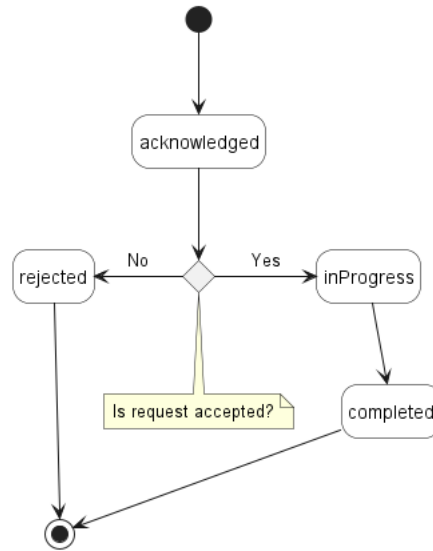 acknowledged
No
Yes
rejected
inProgress
Is request accepted?
completed